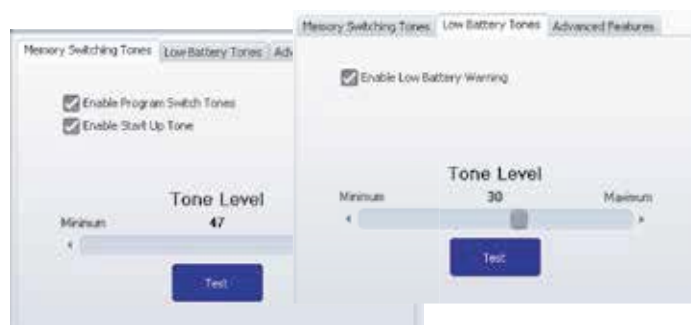 Memory Switching Tones Low Battery Tones Adv
Enable Program Switch Tones
Enable Start Up Tone
Tone Level
Minimum 47
Test
Memory Switching Tones Low Battery Tones Advanced Features
Enable Low Battery Warning
Tone Level
Minimum 30 Maximum
Test